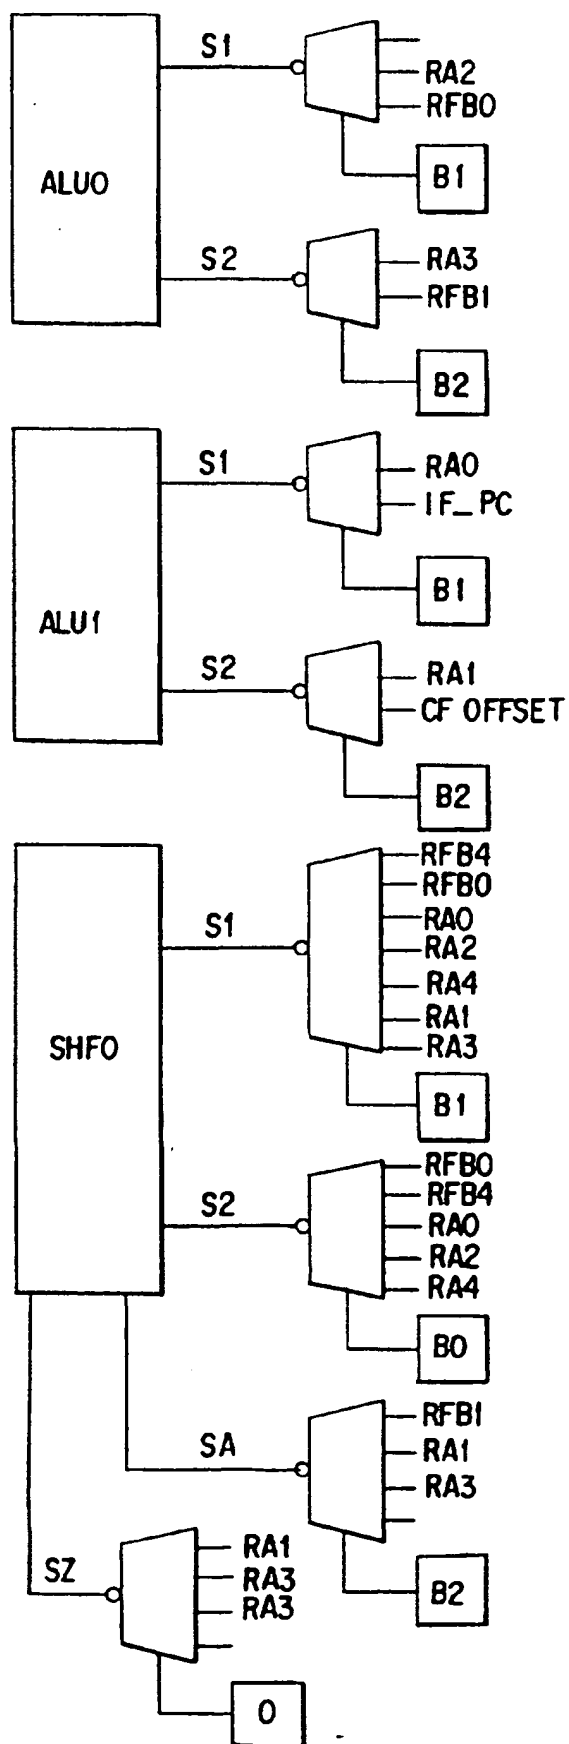 S1
RA2
RFB0
ALU0
B1
S2
RA3
RFB1
B2
S1
RA0
IF_PC
B1
ALU1
S2
RA1
CF OFFSET
B2
RFB4
RFB0
S1
RA0
RA2
RA4
RA1
SHF0
RA3
B1
RFB0
S2
RFB4
RA0
RA2
RA4
B0
RFB1
SA
RA1
RA3
RA1
SZ
RA3
RA3
B2
0